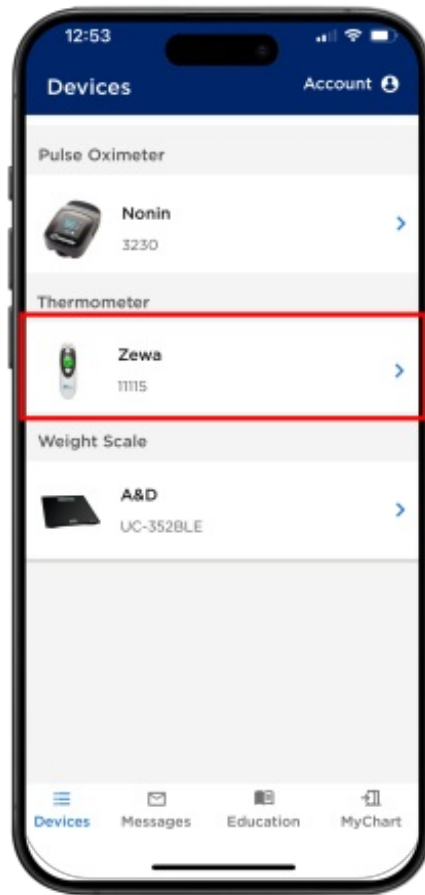 12:53
Devices
Account
Pulse Oximeter
Nonin
3230
Thermometer
Zewa
11115
Weight Scale
A&D
UC-352BLE
Devices
Messages
Education
MyChart